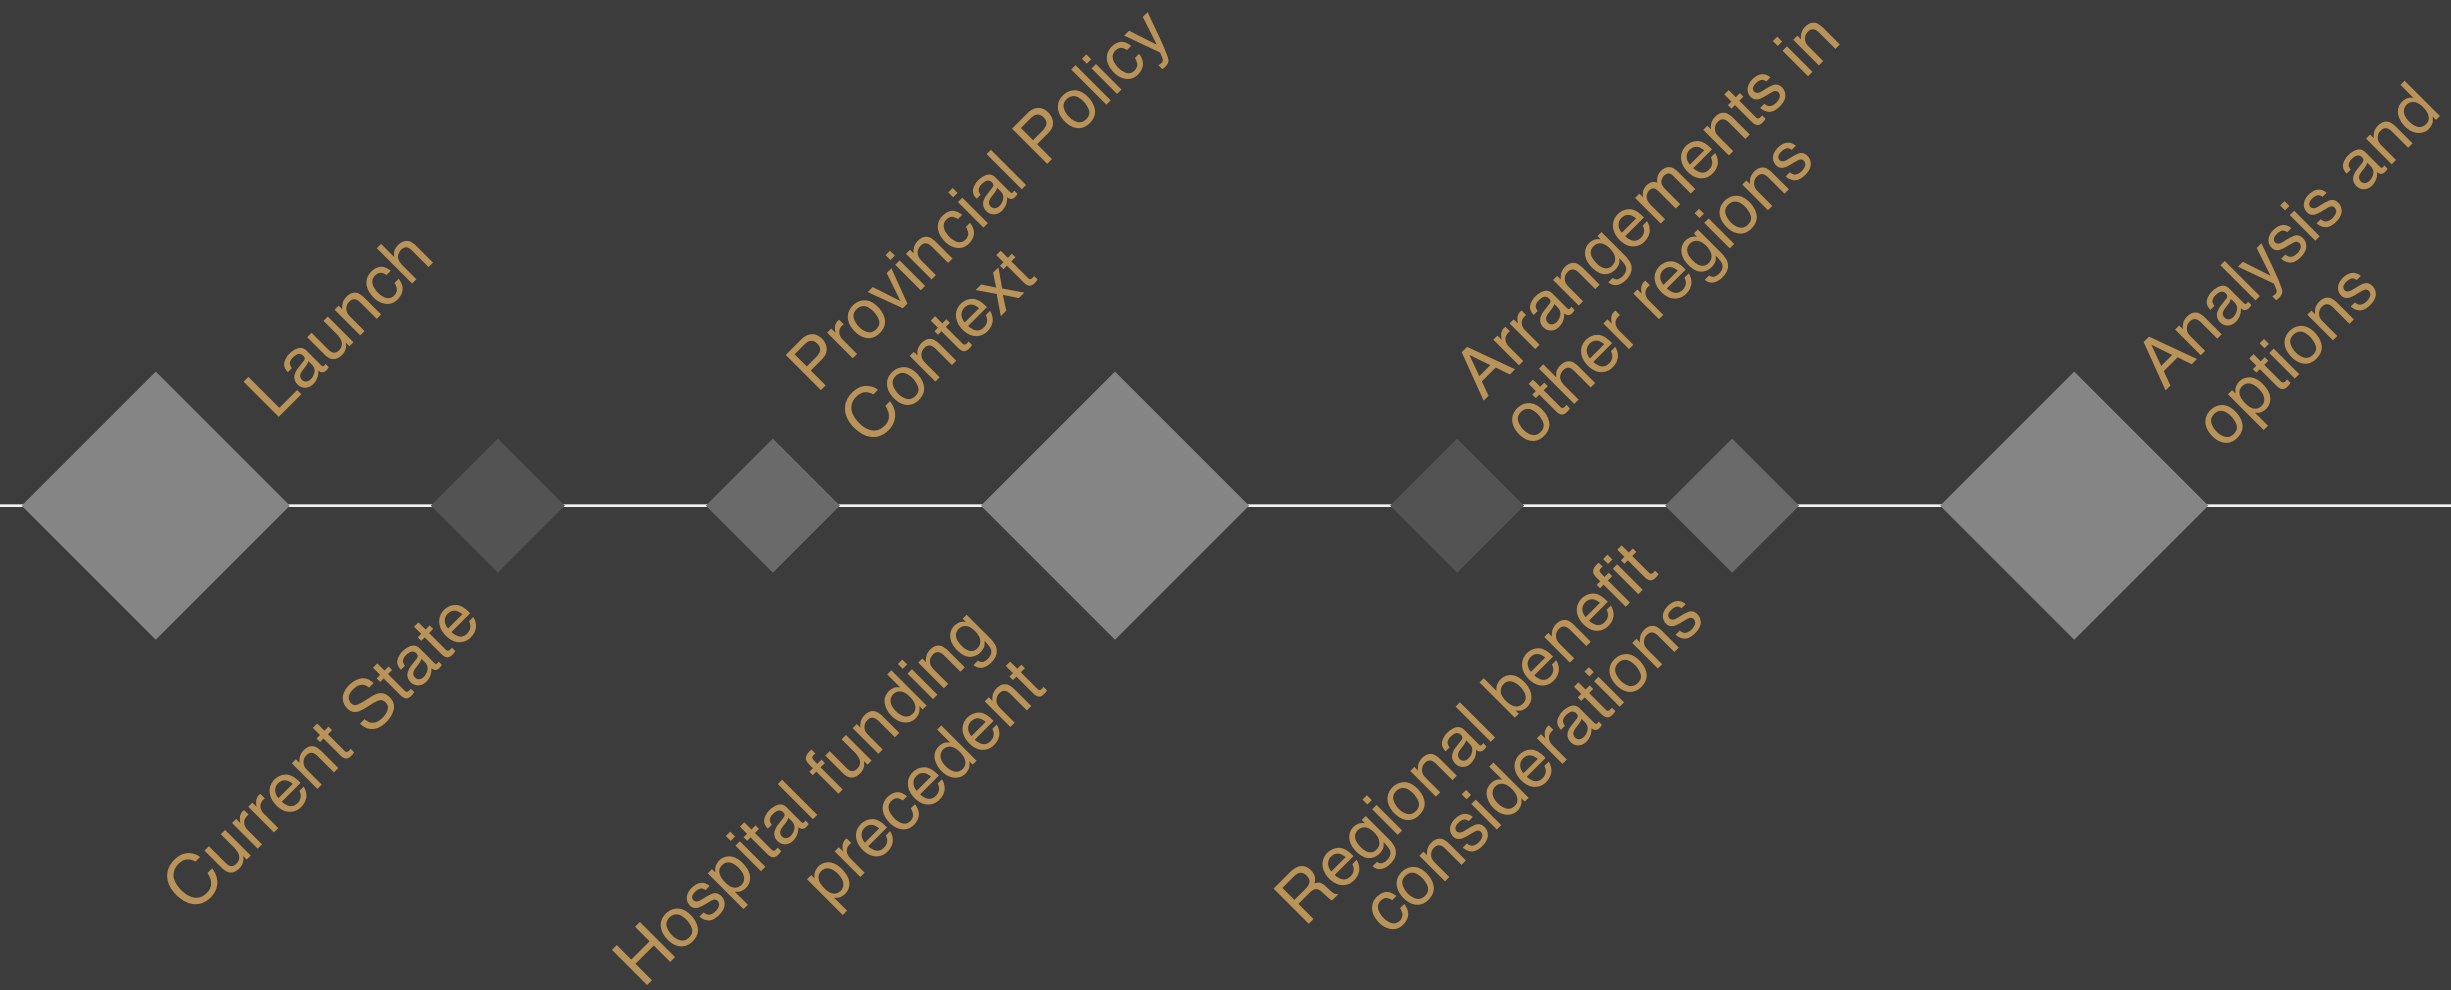 Launch
Current State
Provincial Policy
Context
Hospital funding
precedent
Arrangements in
other regions
Regional benefit
considerations
Analysis and
options